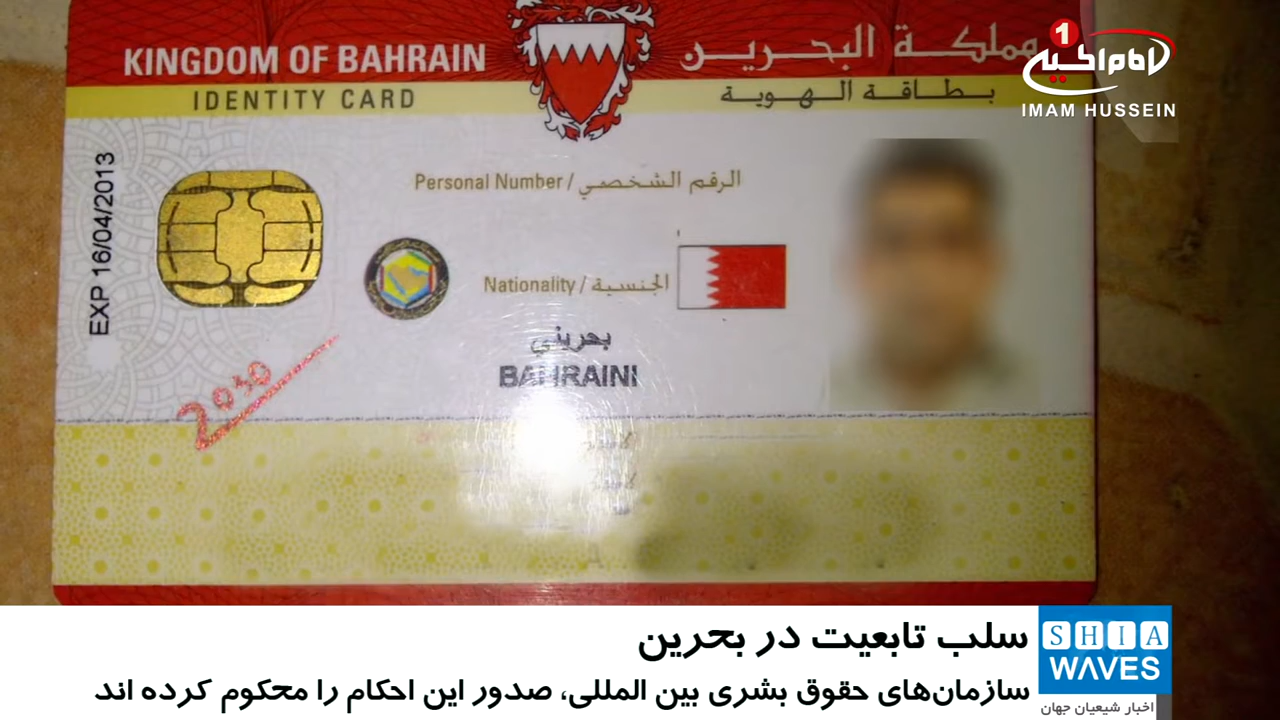 KINGDOM OF BAHRAIN
مملكة البحرين
IDENTITY CARD
بطاقة الهوية
1
امام حسین
IMAM HUSSEIN
EXP 16/04/2013
Personal Number / الرقم الشخصي
Nationality / الجنسية
بحريني
BAHRAINI
سلب تابعیت در بحرین
سازمان‌های حقوق بشری بین المللی، صدور این احکام را محکوم کرده اند
SHIA
WAVES
اخبار شیعیان جهان